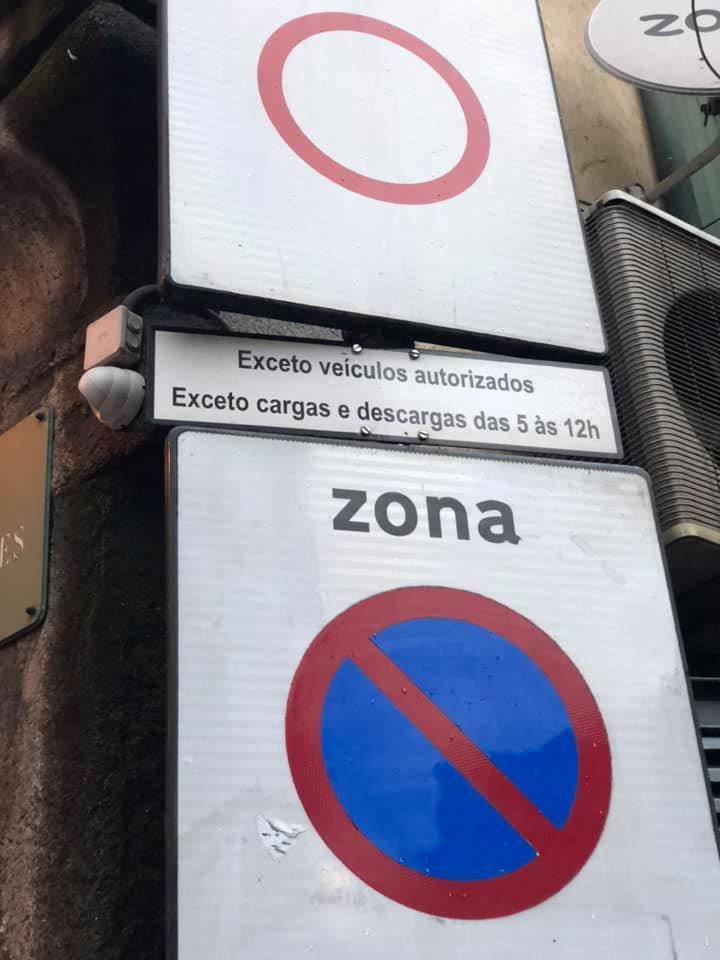 Exceto veículos autorizados
Exceto cargas e descargas das 5 às 12h
zona